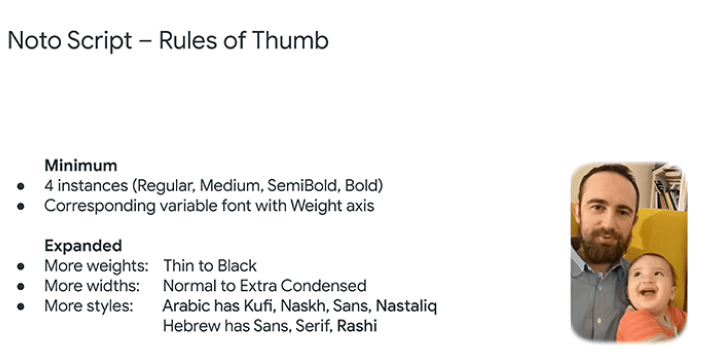 Noto Script – Rules of Thumb
Minimum
● 4 instances (Regular, Medium, SemiBold, Bold)
● Corresponding variable font with Weight axis
Expanded
● More weights: Thin to Black
● More widths: Normal to Extra Condensed
● More styles: Arabic has Kufi, Naskh, Sans, Nastaliq
Hebrew has Sans, Serif, Rashi